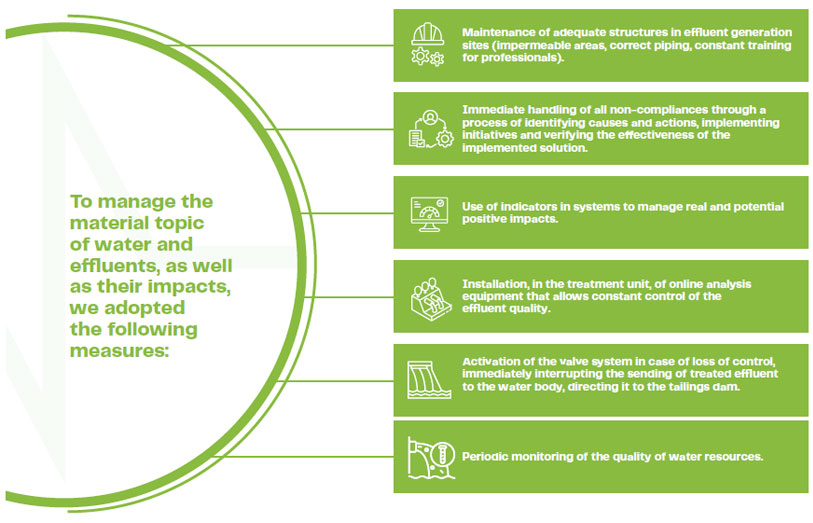 To manage the
material topic
of water and
effluents, as well
as their impacts,
we adopted
the following
measures:
Maintenance of adequate structures in effluent generation
sites (impermeable areas, correct piping, constant training
for professionals).
Immediate handling of all non-compliances through a
process of identifying causes and actions, implementing
initiatives and verifying the effectiveness of the
implemented solution.
Use of indicators in systems to manage real and potential
positive impacts.
Installation, in the treatment unit, of online analysis
equipment that allows constant control of the
effluent quality.
Activation of the valve system in case of loss of control,
immediately interrupting the sending of treated effluent
to the water body, directing it to the tailings dam.
Periodic monitoring of the quality of water resources.